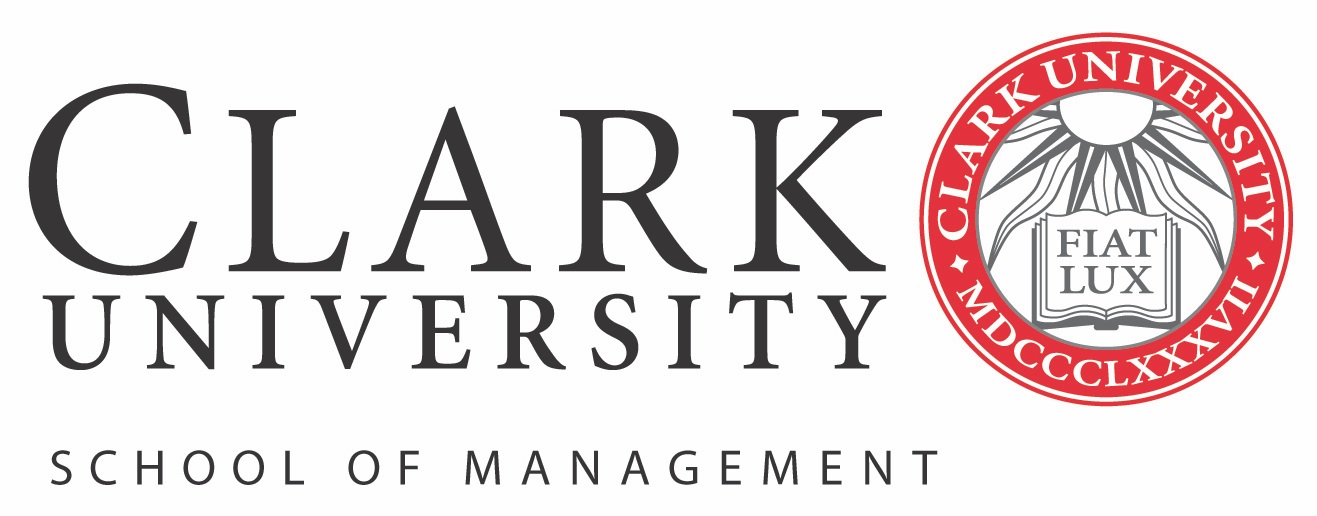 CLARK
UNIVERSITY
SCHOOL OF MANAGEMENT
CLARK UNIVERSITY
FIAT
LUX
MDCCCLXXXVII